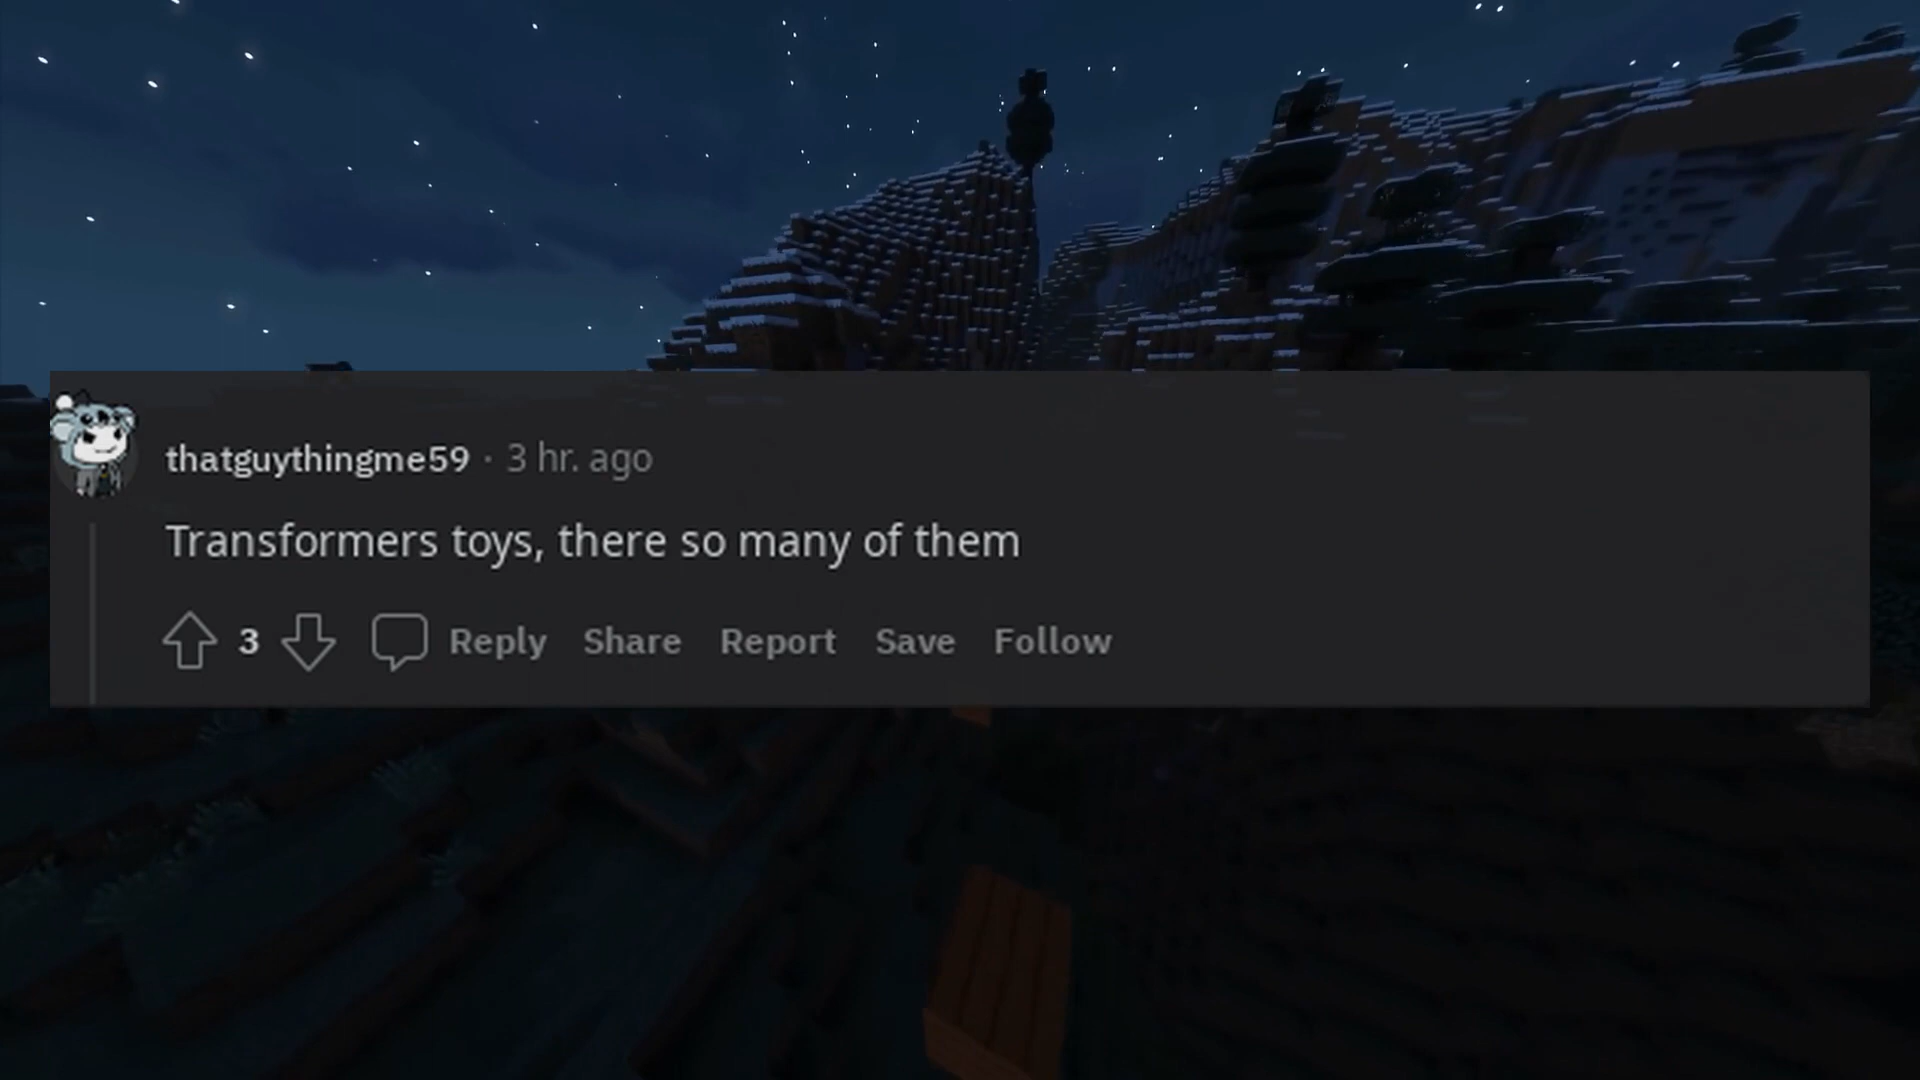 thatguythingme59 · 3 hr. ago
Transformers toys, there so many of them
3 Reply Share Report Save Follow